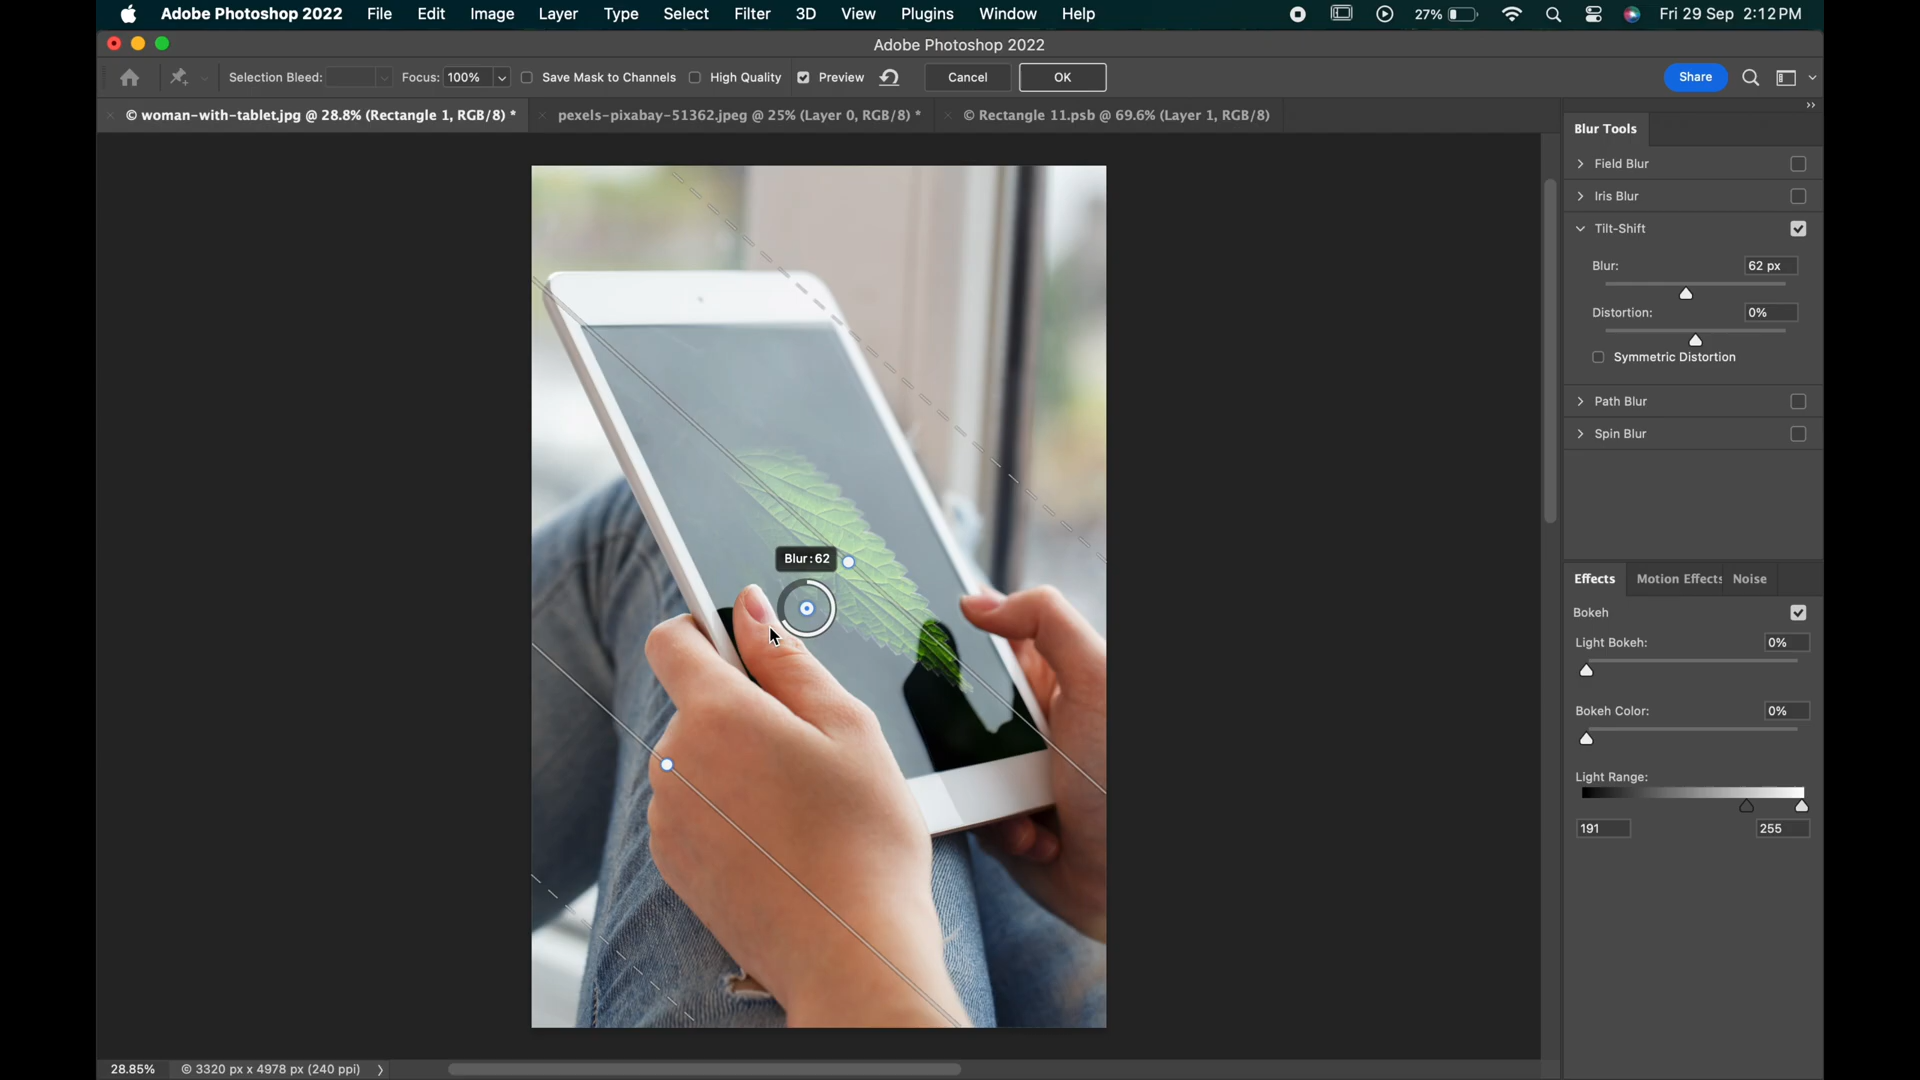 Adobe Photoshop 2022 File Edit Image Layer Type Select Filter 3D View Plugins Window Help 27% Fri 29 Sep 2:12 PM
Adobe Photoshop 2022
Selection Bleed: Focus: 100% Save Mask to Channels High Quality Preview Cancel OK Share
© woman-with-tablet.jpg @ 28.8% (Rectangle 1, RGB/8) * pexels-pixabay-51362.jpeg @ 25% (Layer 0, RGB/8) * © Rectangle 11.psb @ 69.6% (Layer 1, RGB/8)
Blur Tools
Field Blur
Iris Blur
Tilt-Shift
Blur: 62 px
Distortion: 0%
Symmetric Distortion
Path Blur
Spin Blur
Blur: 62
Effects Motion Effects Noise
Bokeh
Light Bokeh: 0%
Bokeh Color: 0%
Light Range:
191 255
28.85% © 3320 px x 4978 px (240 ppi)